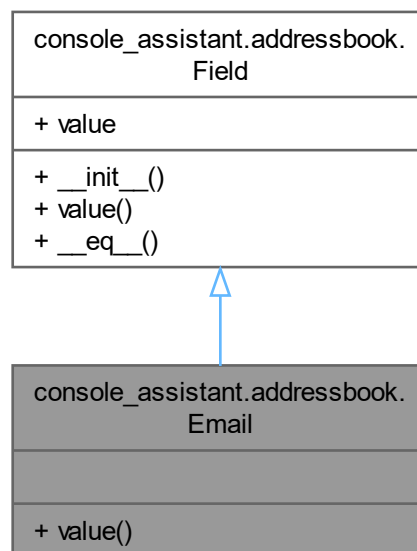 console_assistant.addressbook.
Field
+ value
+ __init__()
+ value()
+ __eq__()
console_assistant.addressbook.
Email
+ value()